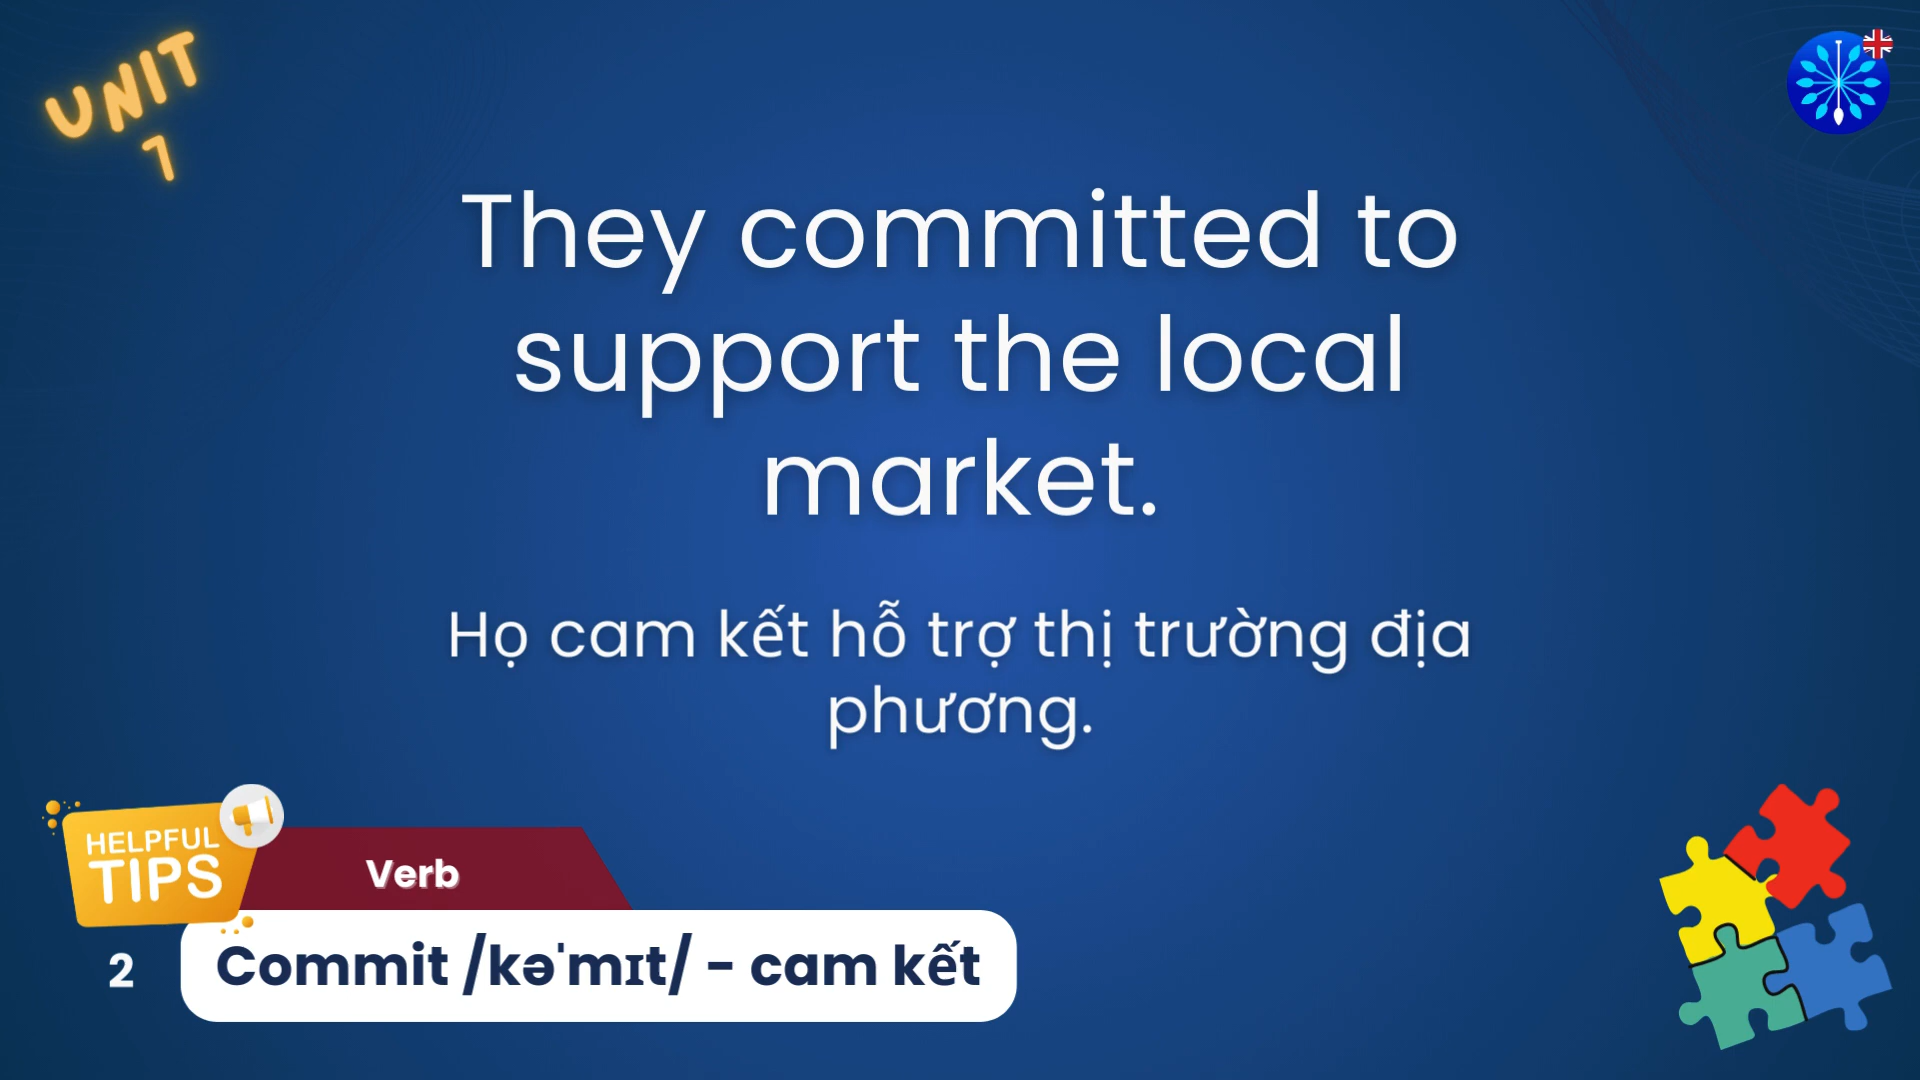 UNIT
1
They committed to
support the local
market.
Họ cam kết hỗ trợ thị trường địa
phương.
HELPFUL
TIPS
Verb
2
Commit /kəˈmɪt/ - cam kết